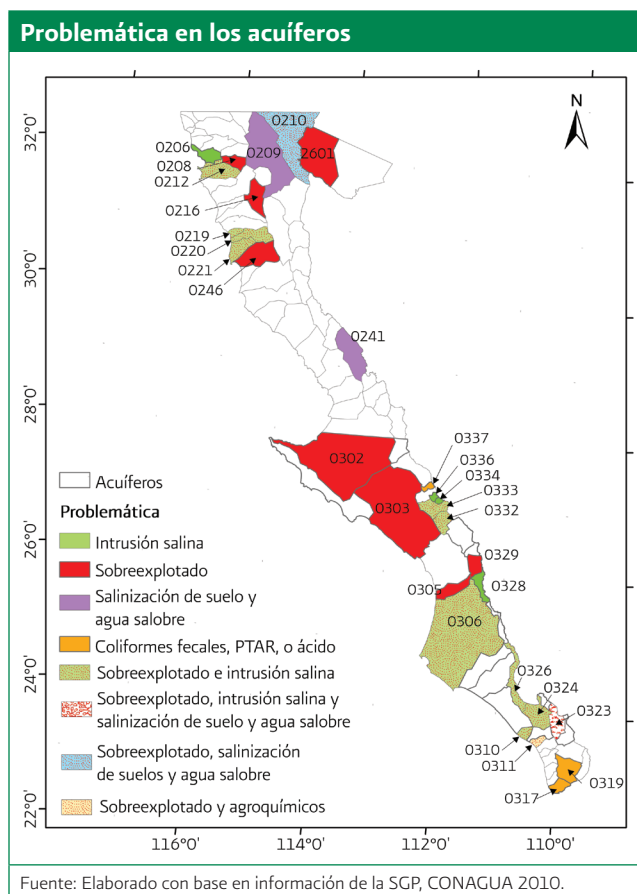 Problemática en los acuíferos
N
32°0'
30°0'
28°0'
26°0'
24°0'
22°0'
0210
0206
0209
2601
0208
0212
0216
0219
0220
0221
0246
0241
0302
0337
0336
0334
0303
0333
0332
0329
0305
0328
0306
0326
0324
0323
0310
0311
0319
0317
Acuíferos
Problemática
Intrusión salina
Sobreexplotado
Salinización de suelo y
agua salobre
Coliformes fecales, PTAR, o ácido
Sobreexplotado e intrusión salina
Sobreexplotado, intrusión salina y
salinización de suelo y agua salobre
Sobreexplotado, salinización
de suelos y agua salobre
Sobreexplotado y agroquímicos
116°0' 114°0' 112°0' 110°0'
Fuente: Elaborado con base en información de la SGP, CONAGUA 2010.